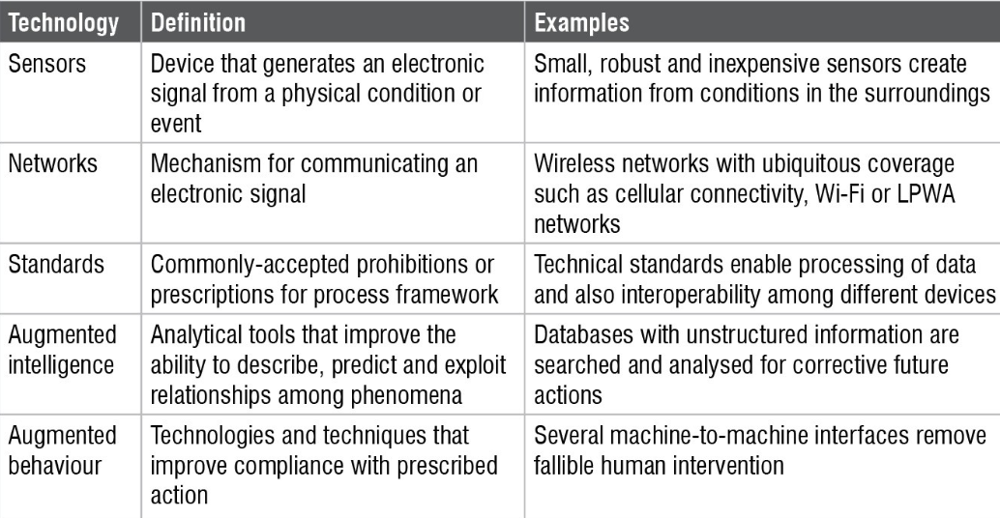 Technology Definition Examples
Sensors
Device that generates an electronic
signal from a physical condition or
event
Small, robust and inexpensive sensors create
information from conditions in the surroundings
Networks
Mechanism for communicating an
electronic signal
Wireless networks with ubiquitous coverage
such as cellular connectivity, Wi-Fi or LPWA
networks
Standards
Commonly-accepted prohibitions or
prescriptions for process framework
Technical standards enable processing of data
and also interoperability among different devices
Augmented
intelligence
Analytical tools that improve the
ability to describe, predict and exploit
relationships among phenomena
Databases with unstructured information are
searched and analysed for corrective future
actions
Augmented
behaviour
Technologies and techniques that
improve compliance with prescribed
action
Several machine-to-machine interfaces remove
fallible human intervention